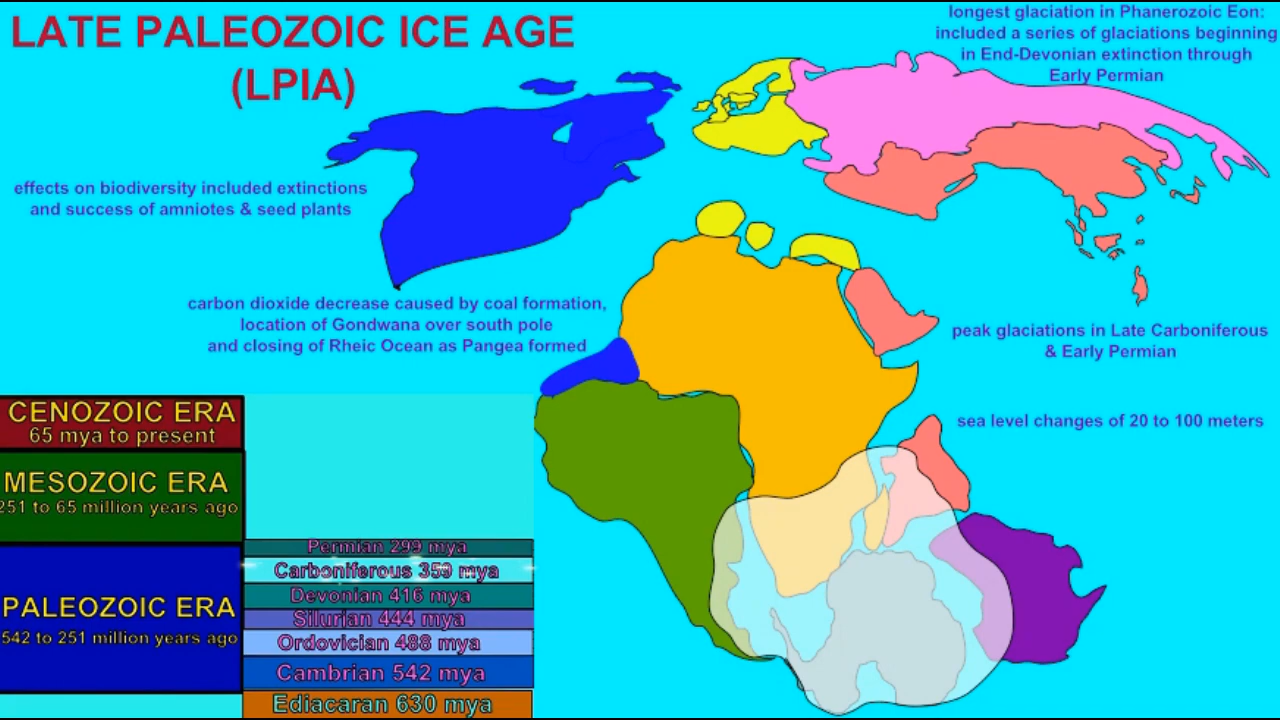 LATE PALEOZOIC ICE AGE
(LPIA)
longest glaciation in Phanerozoic Eon:
included a series of glaciations beginning
in End-Devonian extinction through
Early Permian
effects on biodiversity included extinctions
and success of amniotes & seed plants
carbon dioxide decrease caused by coal formation,
location of Gondwana over south pole
and closing of Rheic Ocean as Pangea formed
peak glaciations in Late Carboniferous
& Early Permian
sea level changes of 20 to 100 meters
CENOZOIC ERA
65 mya to present
MESOZOIC ERA
251 to 65 million years ago
PALEOZOIC ERA
542 to 251 million years ago
Permian 299 mya
Carboniferous 359 mya
Devonian 416 mya
Silurian 444 mya
Ordovician 488 mya
Cambrian 542 mya
Ediacaran 630 mya